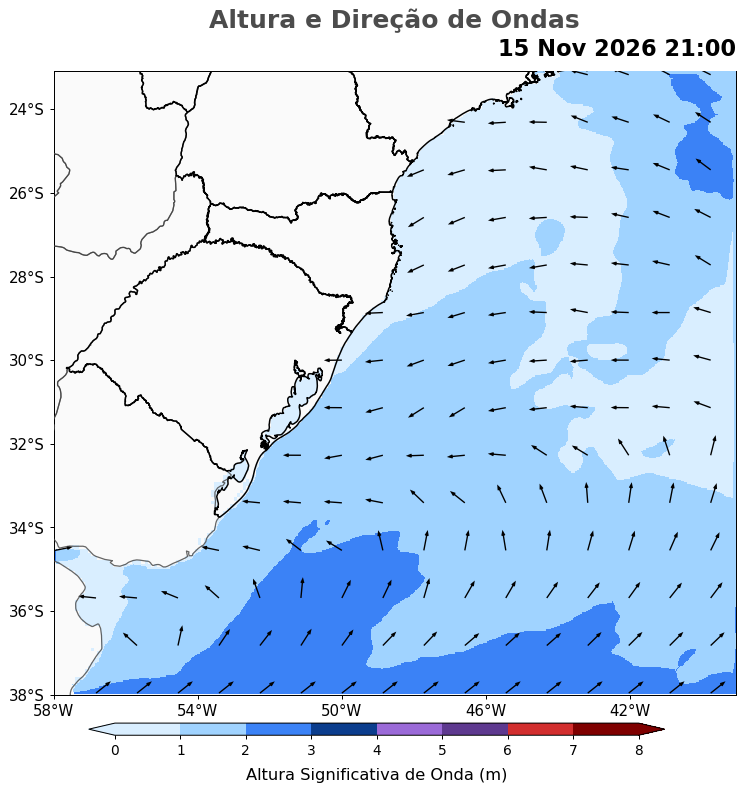 Altura e Direção de Ondas
15 Nov 2026 21:00
24°S
26°S
28°S
30°S
32°S
34°S
36°S
38°S
58°W 54°W 50°W 46°W 42°W
0 1 2 3 4 5 6 7 8
Altura Significativa de Onda (m)